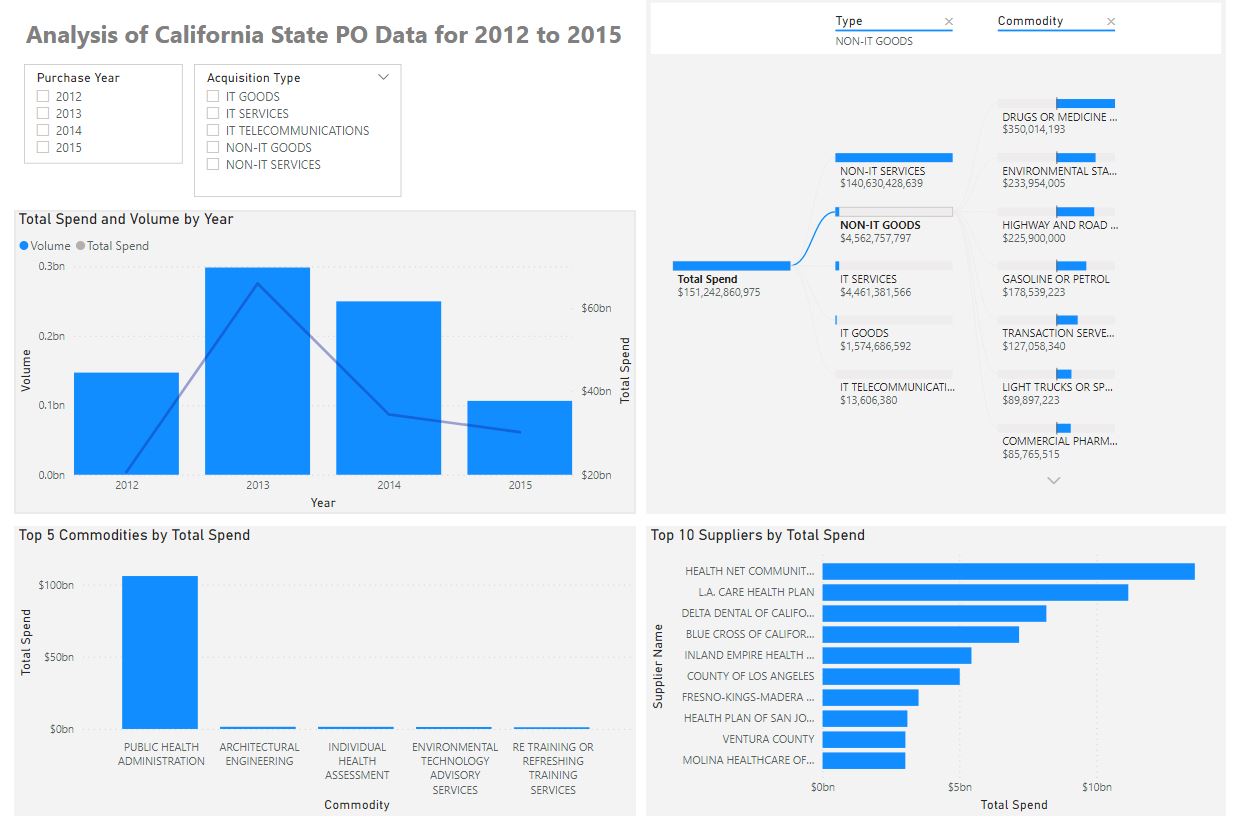 Analysis of California State PO Data for 2012 to 2015
Purchase Year
2012
2013
2014
2015
Acquisition Type
IT GOODS
IT SERVICES
IT TELECOMMUNICATIONS
NON-IT GOODS
NON-IT SERVICES
Type
NON-IT GOODS
Commodity
Total Spend
$151,242,860,975
NON-IT SERVICES
$140,630,428,639
NON-IT GOODS
$4,562,757,797
IT SERVICES
$4,461,381,566
IT GOODS
$1,574,686,592
IT TELECOMMUNICATI...
$13,606,380
DRUGS OR MEDICINE ...
$350,014,193
ENVIRONMENTAL STA...
$233,954,005
HIGHWAY AND ROAD ...
$225,900,000
GASOLINE OR PETROL
$178,539,223
TRANSACTION SERVE...
$127,058,340
LIGHT TRUCKS OR SP...
$89,897,223
COMMERCIAL PHARM...
$85,765,515
Total Spend and Volume by Year
Volume Total Spend
0.3bn
0.2bn
0.1bn
0.0bn
Volume
$60bn
$40bn
$20bn
Total Spend
2012 2013 2014 2015
Year
Top 5 Commodities by Total Spend
$100bn
$50bn
$0bn
Total Spend
PUBLIC HEALTH
ADMINISTRATION
ARCHITECTURAL
ENGINEERING
INDIVIDUAL
HEALTH
ASSESSMENT
ENVIRONMENTAL
TECHNOLOGY
ADVISORY
SERVICES
RE TRAINING OR
REFRESHING
TRAINING
SERVICES
Commodity
Top 10 Suppliers by Total Spend
Supplier Name
HEALTH NET COMMUNIT...
L.A. CARE HEALTH PLAN
DELTA DENTAL OF CALIFO...
BLUE CROSS OF CALIFOR...
INLAND EMPIRE HEALTH ...
COUNTY OF LOS ANGELES
FRESNO-KINGS-MADERA ...
HEALTH PLAN OF SAN JO...
VENTURA COUNTY
MOLINA HEALTHCARE OF...
$0bn $5bn $10bn
Total Spend